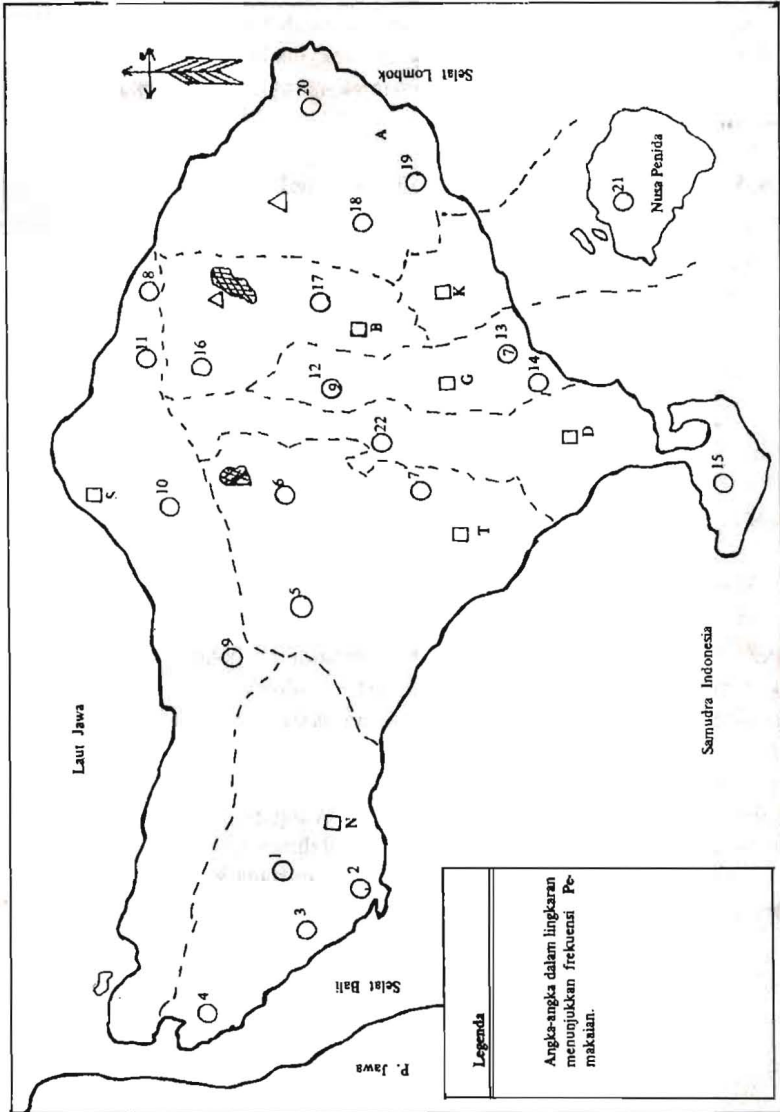 Laut Jawa
Selat Lombok
P. Jawa
Selat Bali
Samudra Indonesia
Nusa Penida
S
N
T
B
G
K
D
A
1
2
3
4
5
6
7
8
9
10
11
12
9
13
7
14
15
16
17
18
19
20
21
22
Legenda
Angka-angka dalam lingkaran
menunjukkan frekuensi Pe-
makaian.